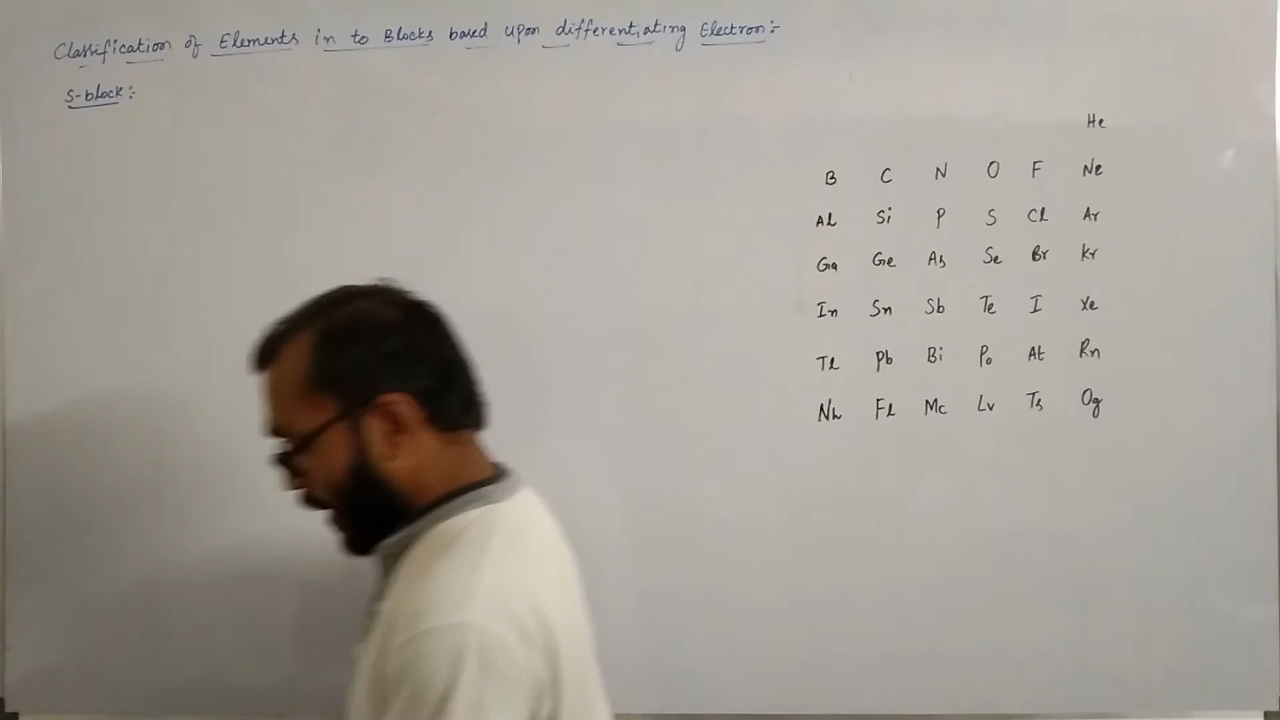 Classification of Elements in to Blocks based upon differentiating Electron:-
S-block:-
He
B C N O F Ne
Al Si P S Cl Ar
Ga Ge As Se Br Kr
In Sn Sb Te I Xe
Tl Pb Bi Po At Rn
Nh Fl Mc Lv Ts Og